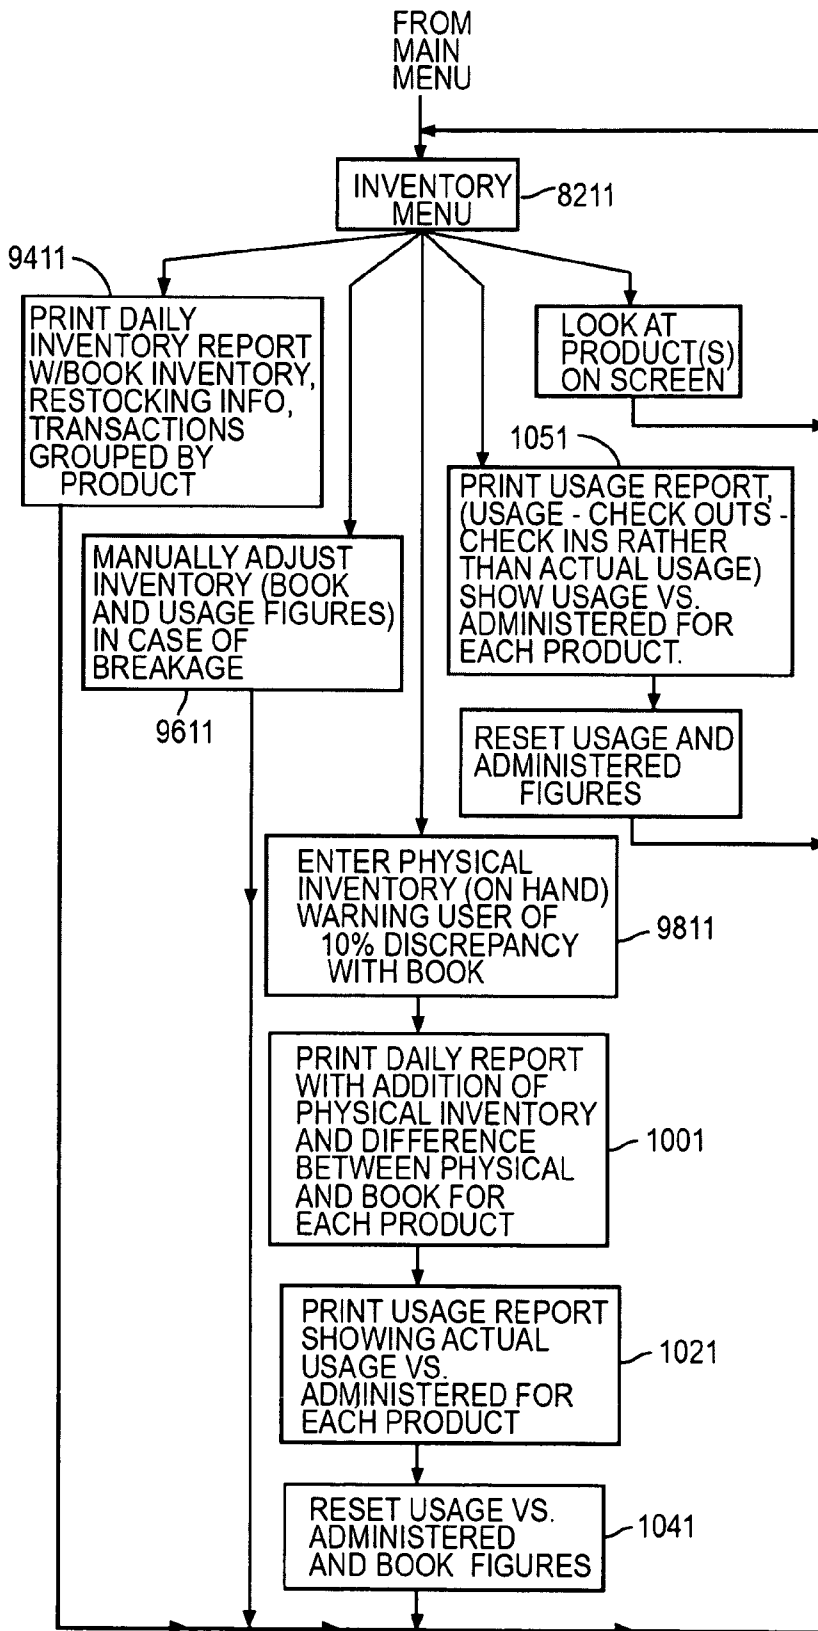 FROM
MAIN
MENU
INVENTORY
MENU
8211
9411
PRINT DAILY
INVENTORY REPORT
W/BOOK INVENTORY,
RESTOCKING INFO,
TRANSACTIONS
GROUPED BY
PRODUCT
LOOK AT
PRODUCT(S)
ON SCREEN
1051
PRINT USAGE REPORT,
(USAGE - CHECK OUTS -
CHECK INS RATHER
THAN ACTUAL USAGE)
SHOW USAGE VS.
ADMINISTERED FOR
EACH PRODUCT.
MANUALLY ADJUST
INVENTORY (BOOK
AND USAGE FIGURES)
IN CASE OF
BREAKAGE
9611
RESET USAGE AND
ADMINISTERED
FIGURES
ENTER PHYSICAL
INVENTORY (ON HAND)
WARNING USER OF
10% DISCREPANCY
WITH BOOK
9811
PRINT DAILY REPORT
WITH ADDITION OF
PHYSICAL INVENTORY
AND DIFFERENCE
BETWEEN PHYSICAL
AND BOOK FOR
EACH PRODUCT
1001
PRINT USAGE REPORT
SHOWING ACTUAL
USAGE VS.
ADMINISTERED FOR
EACH PRODUCT
1021
RESET USAGE VS.
ADMINISTERED
AND BOOK FIGURES
1041